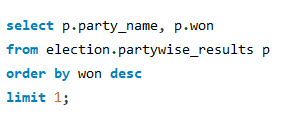 select p.party_name, p.won
from election.partywise_results p
order by won desc
limit 1;